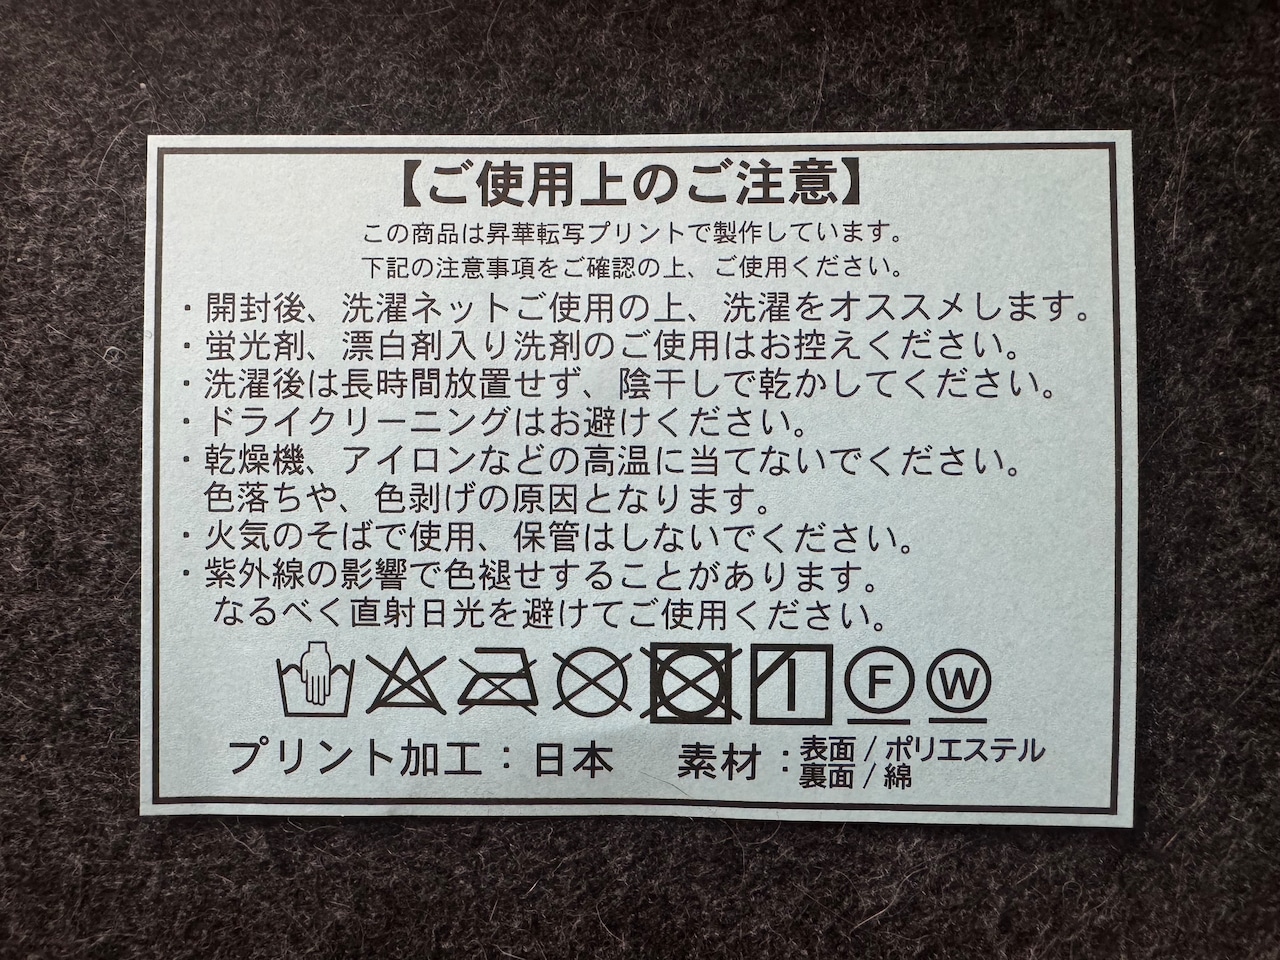 【ご使用上のご注意】
この商品は昇華転写プリントで製作しています。
下記の注意事項をご確認の上、ご使用ください。
・開封後、洗濯ネットご使用の上、洗濯をオススメします。
・蛍光剤、漂白剤入り洗剤のご使用はお控えください。
・洗濯後は長時間放置せず、陰干しで乾かしてください。
・ドライクリーニングはお避けください。
・乾燥機、アイロンなどの高温に当てないでください。
色落ちや、色剥げの原因となります。
・火気のそばで使用、保管はしないでください。
・紫外線の影響で色褪せすることがあります。
なるべく直射日光を避けてご使用ください。
F W
プリント加工：日本 素材：表面/ポリエステル
裏面/綿